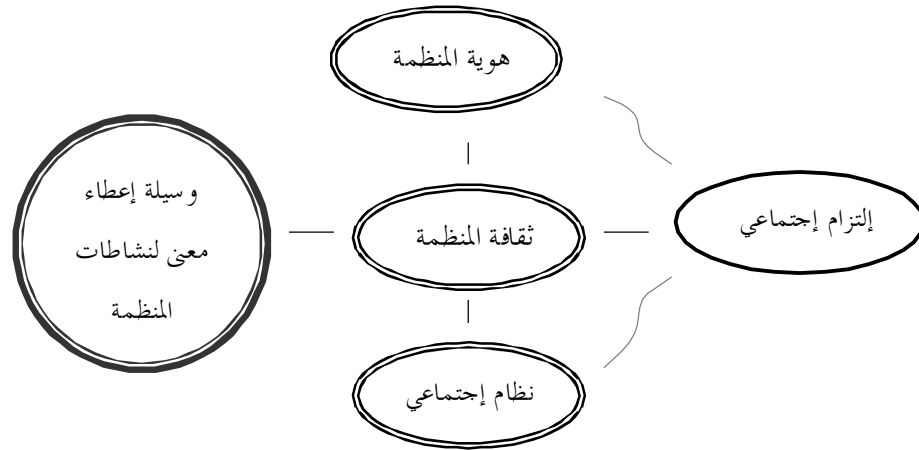 هوية المنظمة
وسيلة إعطاء
معنى لنشاطات
المنظمة
ثقافة المنظمة
إلتزام إجتماعي
نظام إجتماعي